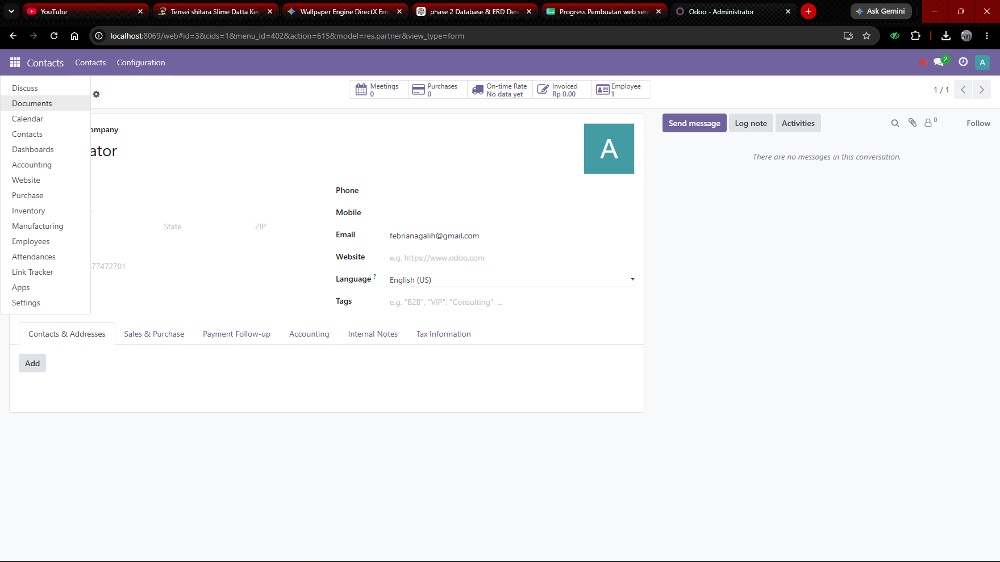 YouTube
Tensei shitara Slime Datta Ken
Wallpaper Engine DirectX Erro
phase 2 Database & ERD Des
Progress Pembuatan web sem
Odoo - Administrator
Ask Gemini
localhost:8069/web#id=3&cids=1&menu_id=402&action=615&model=res.partner&view_type=form
Contacts
Contacts
Configuration
2
A
Discuss
Documents
Calendar
Contacts
Dashboards
Accounting
Website
Purchase
Inventory
Manufacturing
Employees
Attendances
Link Tracker
Apps
Settings
Meetings
0
Purchases
0
On-time Rate
No data yet
Invoiced
Rp 0.00
Employee
1
1 / 1
ompany
ator
A
State
ZIP
477472701
Phone
Mobile
Email
febrianagalih@gmail.com
Website
e.g. https://www.odoo.com
Language ?
English (US)
Tags
e.g. "B2B", "VIP", "Consulting", ...
Send message
Log note
Activities
0
Follow
There are no messages in this conversation.
Contacts & Addresses
Sales & Purchase
Payment Follow-up
Accounting
Internal Notes
Tax Information
Add